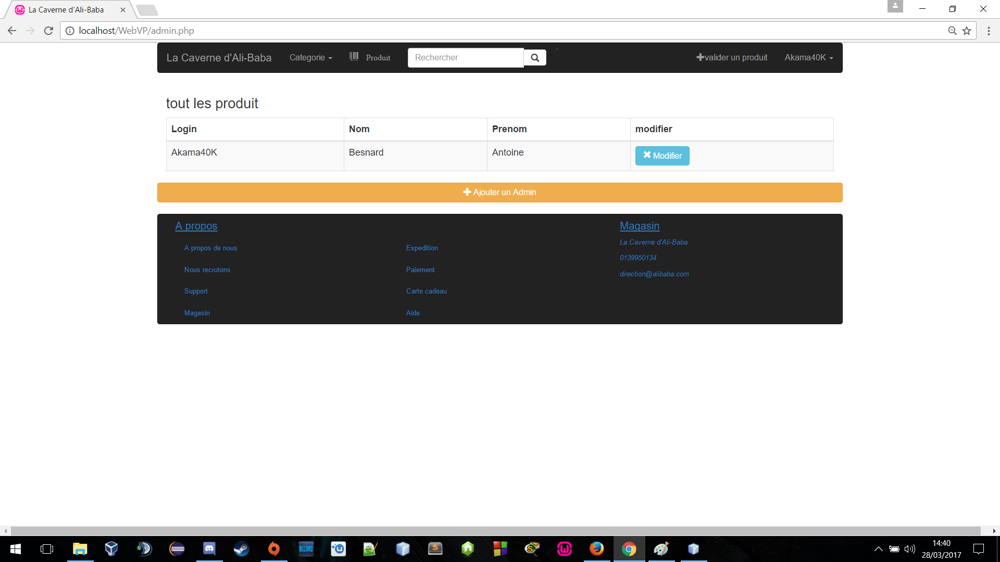 La Caverne d'Ali-Baba
localhost/WebVP/admin.php
La Caverne d'Ali-Baba Categorie Produit Rechercher valider un produit Akama40K
tout les produit
Login Nom Prenom modifier
Akama40K Besnard Antoine Modifier
Ajouter un Admin
A propos Magasin
La Caverne d'Ali-Baba
A propos de nous Expedition
0139950134
Nous recrutons Paiement
direction@alibaba.com
Support Carte cadeau
Magasin Aide
14:40
28/03/2017